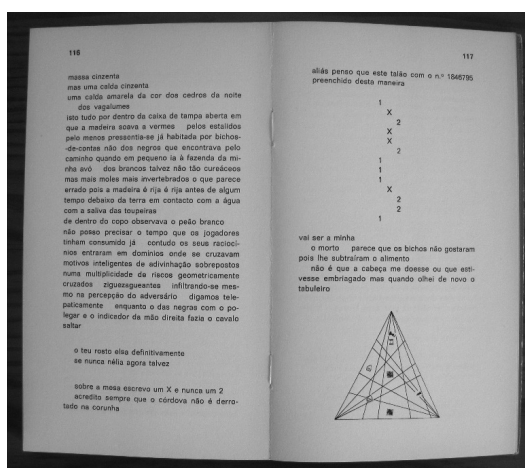 116
massa cinzenta
mas uma calda cinzenta
uma calda amarela da cor dos cedros da noite
dos vagalumes
isto tudo por dentro da caixa de tampa aberta em
que a madeira soava a vermes pelos estalidos
pelo menos pressentia-se já habitada por bichos-
-de-contas não dos negros que encontrava pelo
caminho quando em pequeno ia à fazenda da mi-
nha avó dos brancos talvez não tão cureáceos
mas mais moles mais invertebrados o que parece
errado pois a madeira é rija é rija antes de algum
tempo debaixo da terra em contacto com a água
com a saliva das toupeiras
de dentro do copo observava o peão branco
não posso precisar o tempo que os jogadores
tinham consumido já contudo os seus raciocí-
nios entraram em domínios onde se cruzavam
motivos inteligentes de adivinhação sobrepostos
numa multiplicidade de riscos geometricamente
cruzados ziguezagueantes infiltrando-se mes-
mo na percepção do adversário digamos tele-
paticamente enquanto o das negras com o po-
legar e o indicador da mão direita fazia o cavalo
saltar
o teu rosto elsa definitivamente
se nunca nélia agora talvez
sobre a mesa escrevo um X e nunca um 2
acredito sempre que o córdova não é derro-
tado na corunha
117
aliás penso que este talão com o n.º 1846795
preenchido desta maneira
1
X
2
X
X
2
1
1
1
X
2
2
1
vai ser a minha
o morto parece que os bichos não gostaram
pois lhe subtraíram o alimento
não é que a cabeça me doesse ou que esti-
vesse embriagado mas quando olhei de novo o
tabuleiro